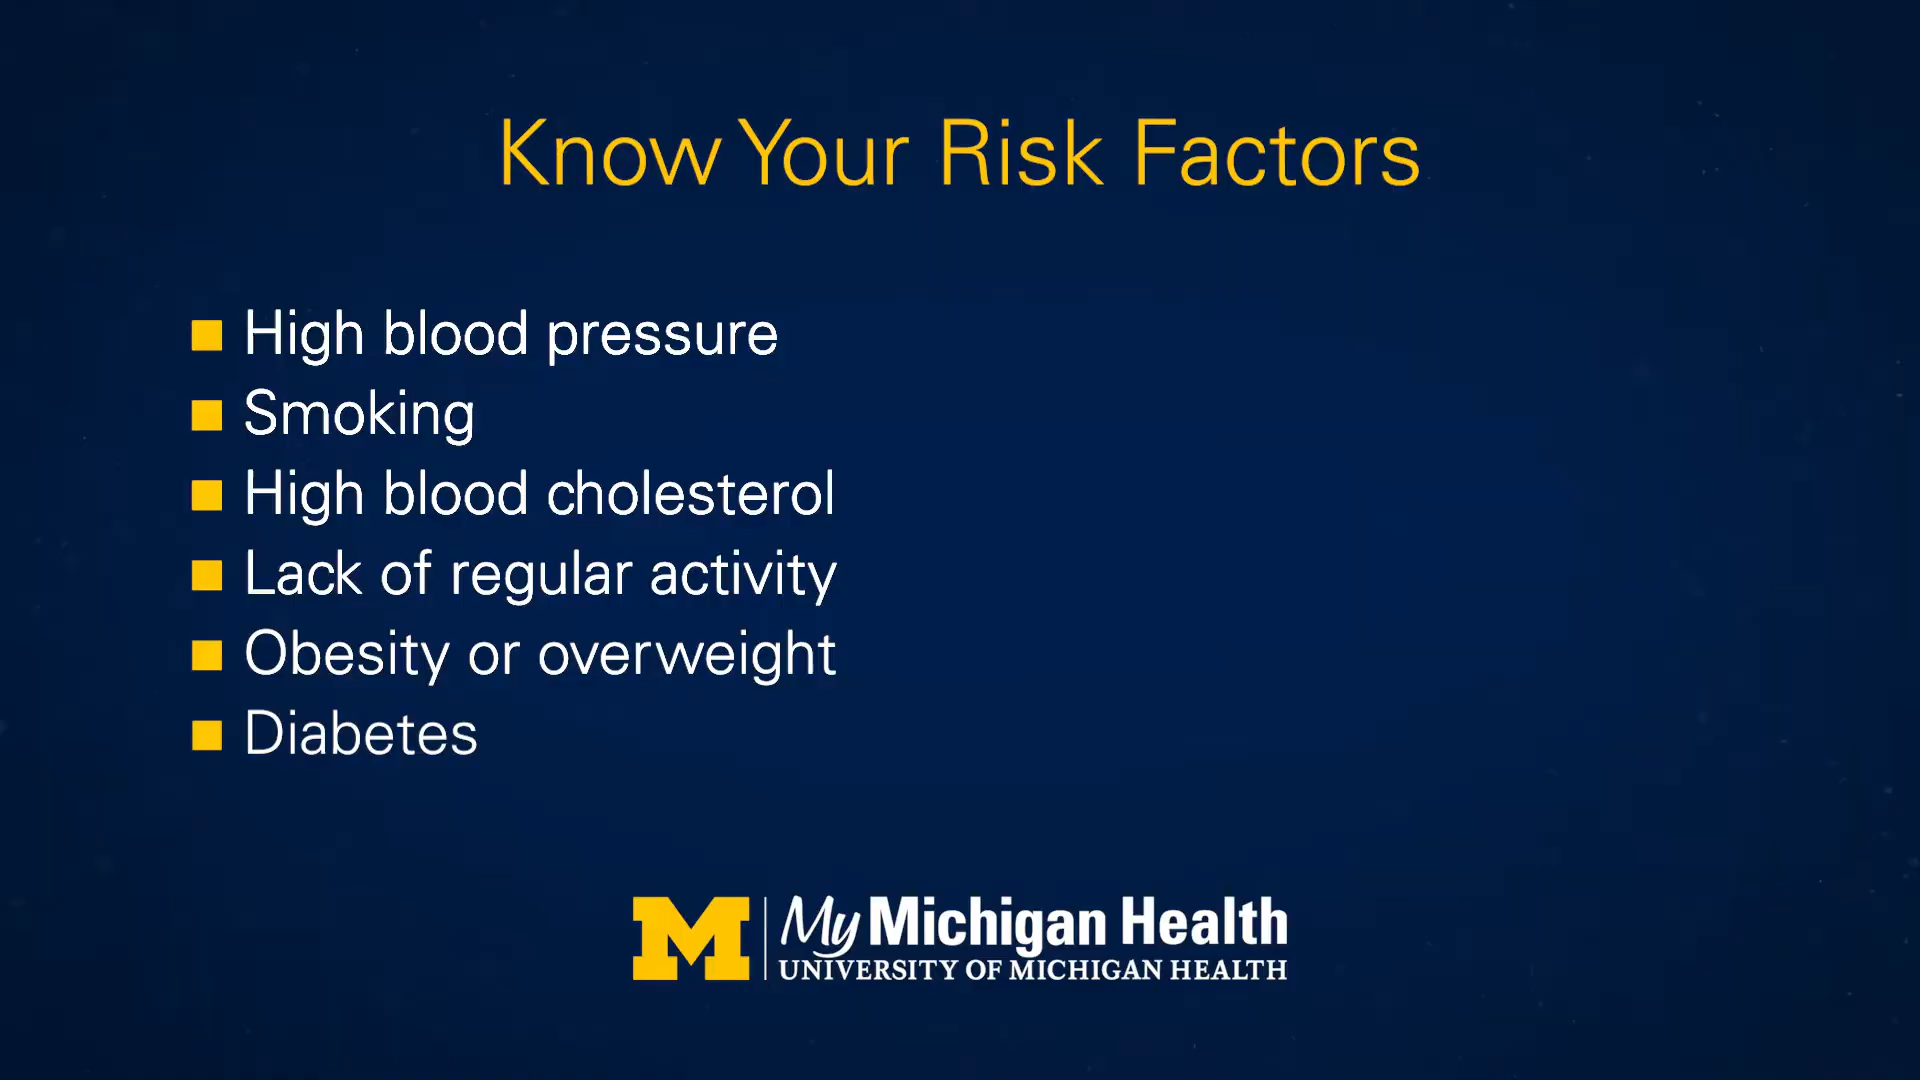 Know Your Risk Factors
High blood pressure
Smoking
High blood cholesterol
Lack of regular activity
Obesity or overweight
Diabetes
M
My Michigan Health
UNIVERSITY OF MICHIGAN HEALTH